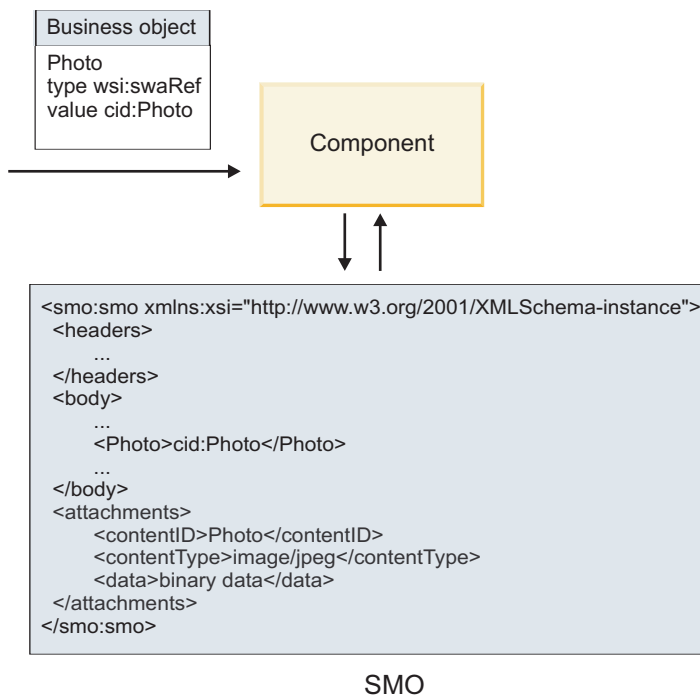 Business object
Photo
type wsi:swaRef
value cid:Photo
Component
<smo:smo xmlns:xsi="http://www.w3.org/2001/XMLSchema-instance">
<headers>
...
</headers>
<body>
...
<Photo>cid:Photo</Photo>
...
</body>
<attachments>
<contentID>Photo</contentID>
<contentType>image/jpeg</contentType>
<data>binary data</data>
</attachments>
</smo:smo>
SMO